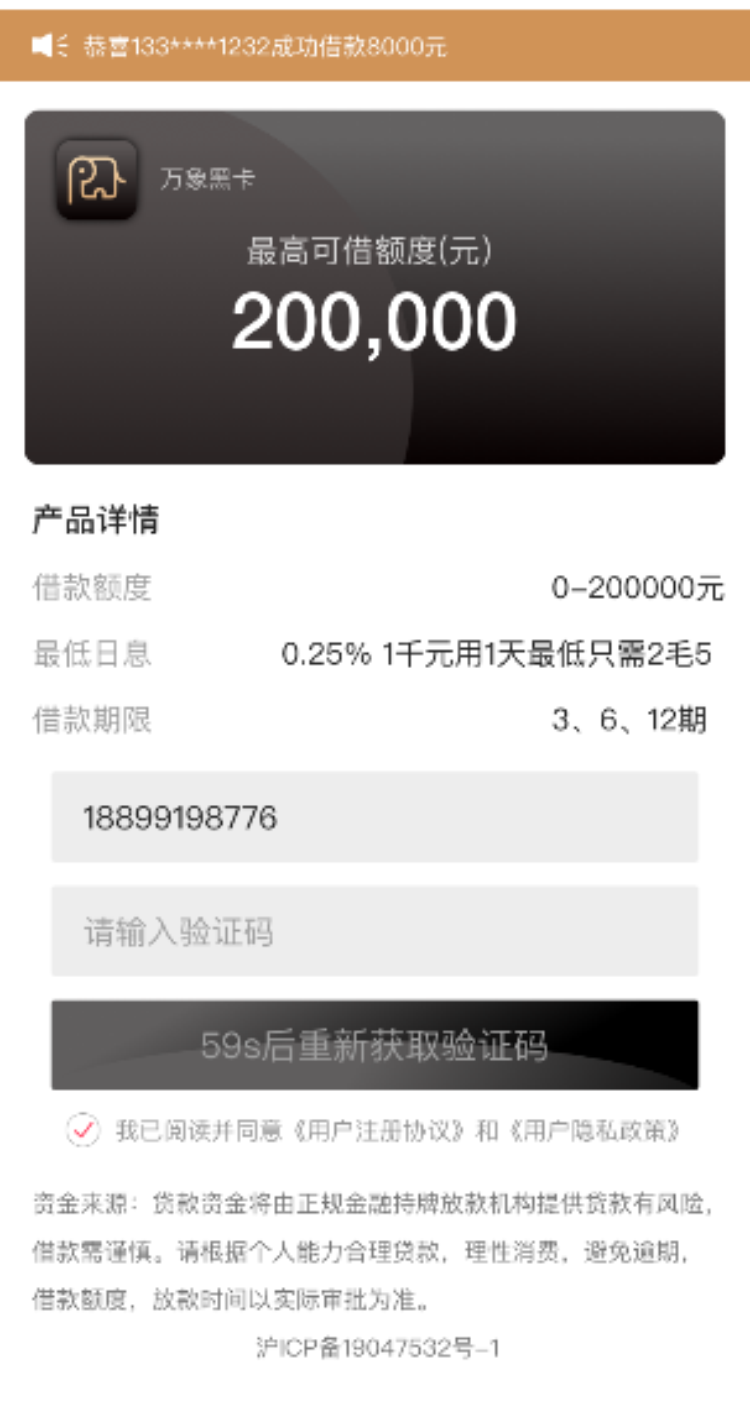 恭喜133****1232成功借款8000元
万象黑卡
最高可借额度(元)
200,000
产品详情
借款额度 0-200000元
最低日息 0.25% 1千元用1天最低只需2毛5
借款期限 3、6、12期
18899198776
请输入验证码
59s后重新获取验证码
我已阅读并同意《用户注册协议》和《用户隐私政策》
资金来源：贷款资金将由正规金融持牌放款机构提供贷款有风险，
借款需谨慎。请根据个人能力合理贷款，理性消费，避免逾期，
借款额度，放款时间以实际审批为准。
沪ICP备19047532号-1